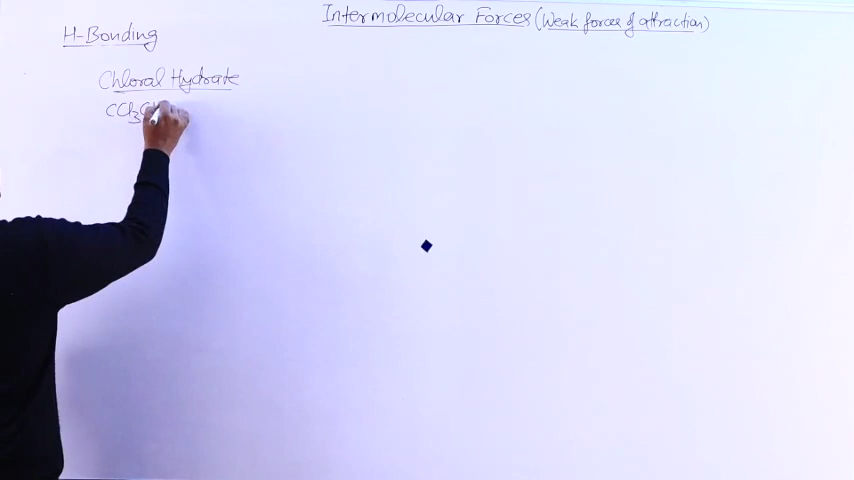 Intermolecular Forces (Weak forces of attraction)
H-Bonding
Chloral Hydrate
CCl3C